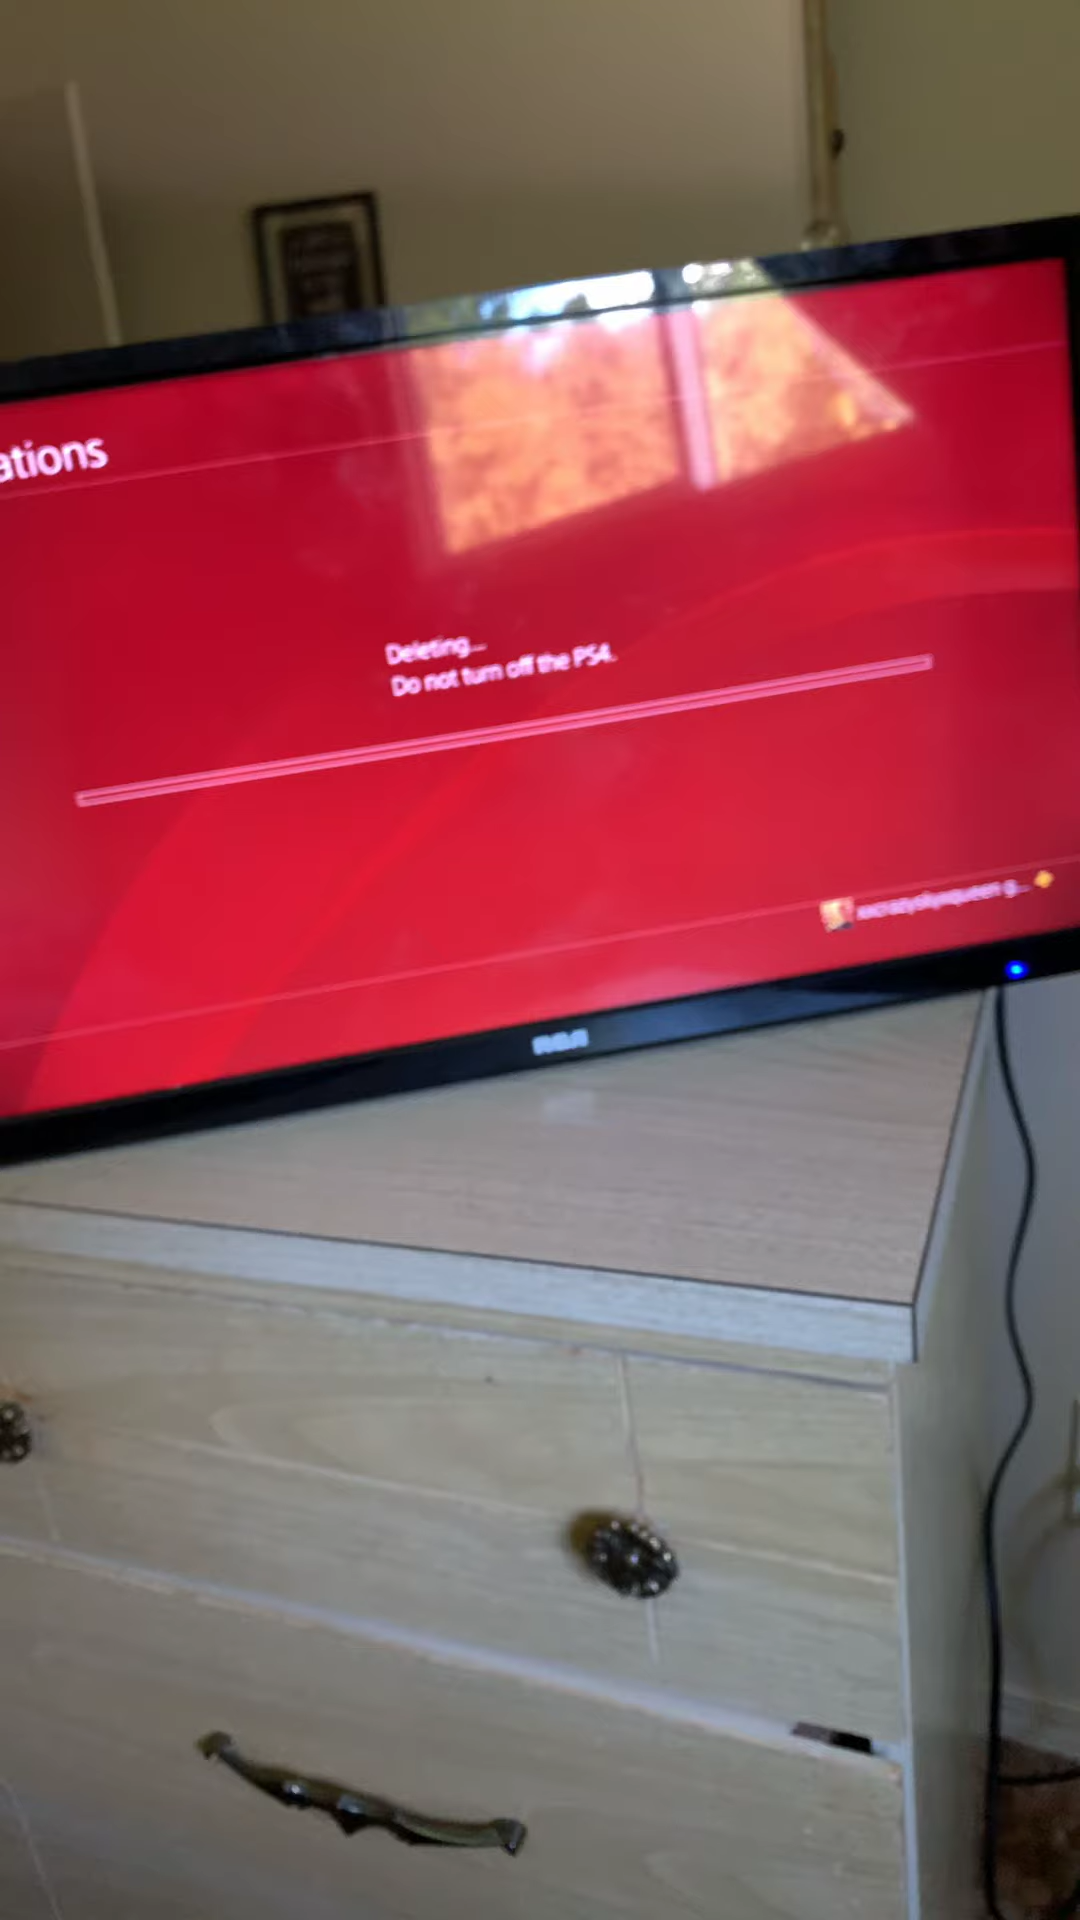 ations
Deleting...
Do not turn off the PS4.
RCA